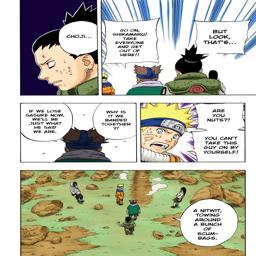 CHOJI...
GO ON,
SHIKAMARU!
TAKE
EVERYONE
AND GET
OUT OF
HERE!!
BUT
LOOK,
THAT'S...
IF WE LOSE
SASUKE NOW,
WE'LL BE
JUST WHAT
HE SAID
WE ARE.
WHY IS
IT WE
BANDED
TOGETHER
?
ARE
YOU
NUTS?!
YOU CAN'T
TAKE THIS
GUY ON BY
YOURSELF!
A NITWIT,
TOWING
AROUND
A BUNCH
OF
SCUM-
BAGS.